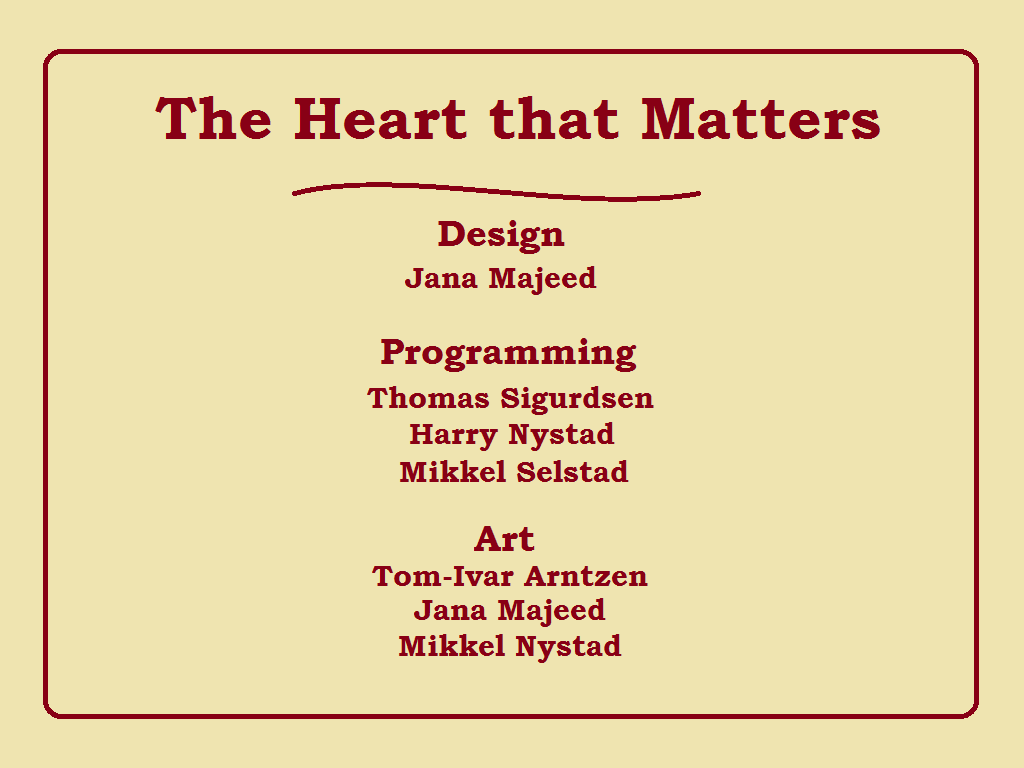 The Heart that Matters
Design
Jana Majeed
Programming
Thomas Sigurdsen
Harry Nystad
Mikkel Selstad
Art
Tom-Ivar Arntzen
Jana Majeed
Mikkel Nystad